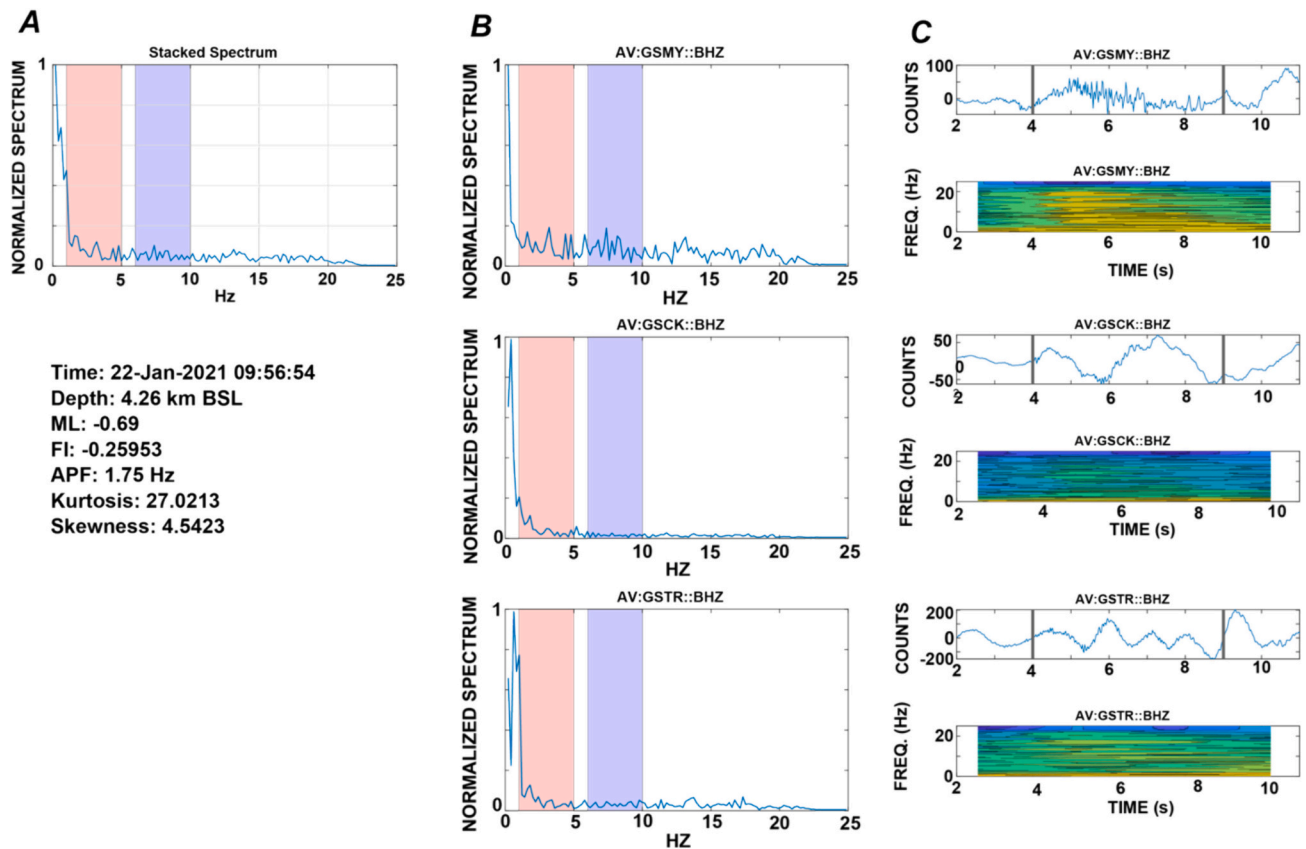 A
Stacked Spectrum
NORMALIZED SPECTRUM
1
0
0 5 10 15 20 25
Hz
Time: 22-Jan-2021 09:56:54
Depth: 4.26 km BSL
ML: -0.69
FI: -0.25953
APF: 1.75 Hz
Kurtosis: 27.0213
Skewness: 4.5423
B
AV:GSMY::BHZ
NORMALIZED SPECTRUM
1
0
0 5 10 15 20 25
HZ
AV:GSCK::BHZ
NORMALIZED SPECTRUM
1
0
0 5 10 15 20 25
HZ
AV:GSTR::BHZ
NORMALIZED SPECTRUM
1
0
0 5 10 15 20 25
HZ
C
AV:GSMY::BHZ
COUNTS
100
0
2 4 6 8 10
AV:GSMY::BHZ
FREQ. (Hz)
20
0
2 4 6 8 10
TIME (s)
AV:GSCK::BHZ
COUNTS
50
0
-50
2 4 6 8 10
AV:GSCK::BHZ
FREQ. (Hz)
20
0
2 4 6 8 10
TIME (s)
AV:GSTR::BHZ
COUNTS
200
0
-200
2 4 6 8 10
AV:GSTR::BHZ
FREQ. (Hz)
20
0
2 4 6 8 10
TIME (s)